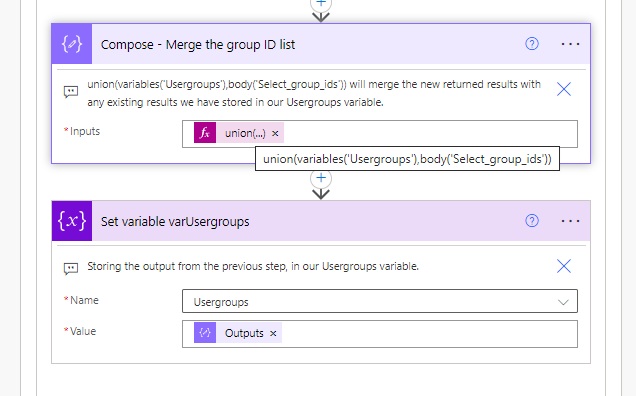 Compose - Merge the group ID list
union(variables('Usergroups'),body('Select_group_ids')) will merge the new returned results with
any existing results we have stored in our Usergroups variable.
* Inputs
fx union(...) ×
union(variables('Usergroups'),body('Select_group_ids'))
{x} Set variable varUsergroups
Storing the output from the previous step, in our Usergroups variable.
* Name
Usergroups
* Value
Outputs ×